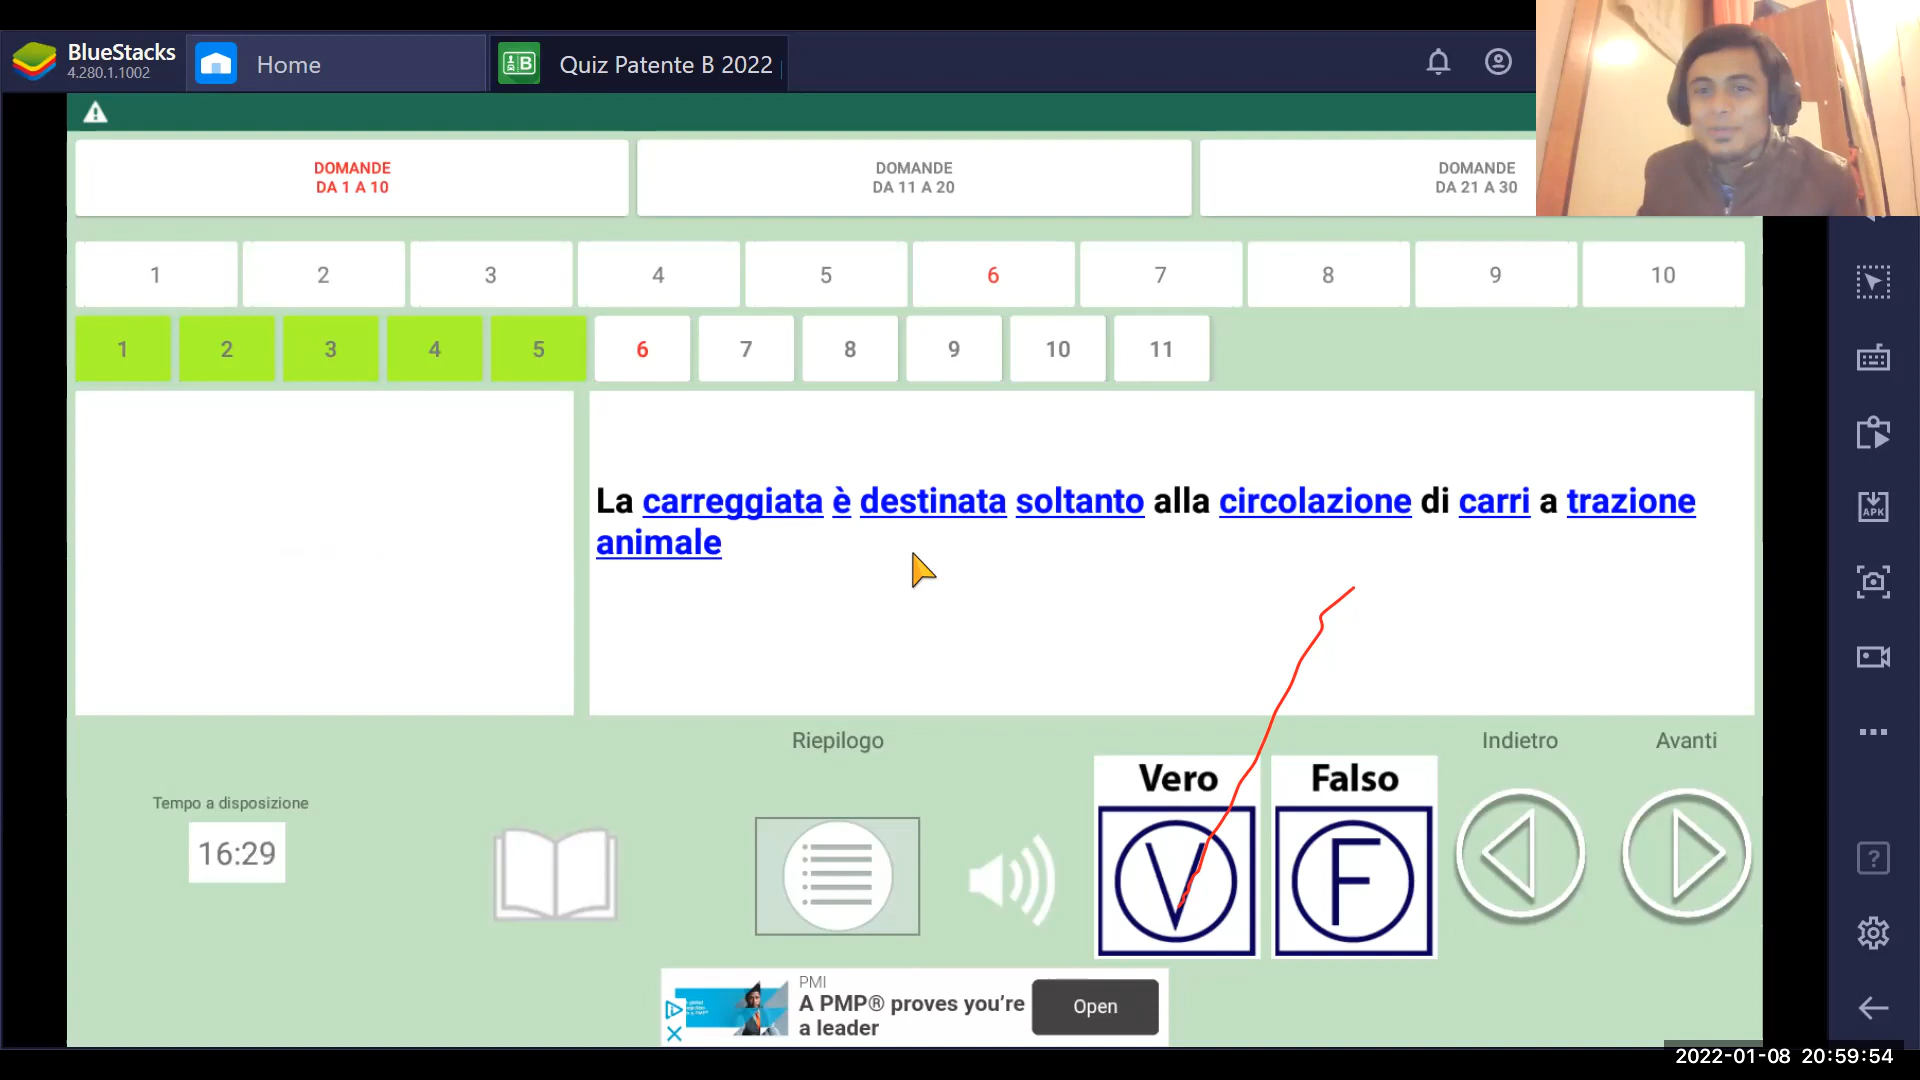 BlueStacks
4.280.1.1002
Home
Quiz Patente B 2022
DOMANDE
DA 1 A 10
DOMANDE
DA 11 A 20
DOMANDE
DA 21 A 30
1 2 3 4 5 6 7 8 9 10
1 2 3 4 5 6 7 8 9 10 11
La carreggiata è destinata soltanto alla circolazione di carri a trazione
animale
Riepilogo
Indietro
Avanti
Tempo a disposizione
16:29
Vero
Falso
V
F
APK
PMI
A PMP® proves you’re
a leader
Open
2022-01-08 20:59:54